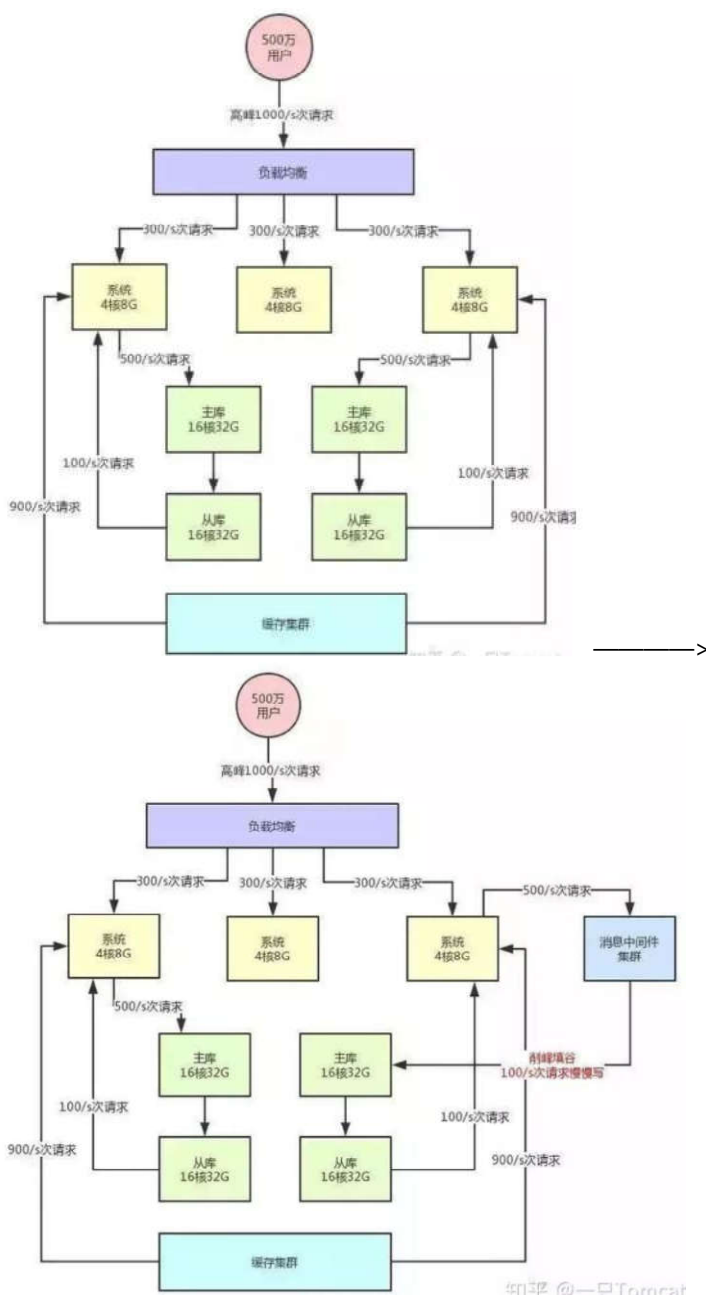 500万
用户
高峰1000/s次请求
负载均衡
300/s次请求
300/s次请求
300/s次请求
系统
4核8G
系统
4核8G
系统
4核8G
500/s次请求
500/s次请求
主库
16核32G
主库
16核32G
100/s次请求
100/s次请求
900/s次请求
900/s次请求
从库
16核32G
从库
16核32G
缓存集群
————>
500万
用户
高峰1000/s次请求
负载均衡
300/s次请求
300/s次请求
300/s次请求
500/s次请求
系统
4核8G
系统
4核8G
系统
4核8G
消息中间件
集群
500/s次请求
主库
16核32G
主库
16核32G
削峰填谷
100/s次请求慢慢写
100/s次请求
100/s次请求
900/s次请求
900/s次请求
从库
16核32G
从库
16核32G
缓存集群
知乎 @一只Tomcat